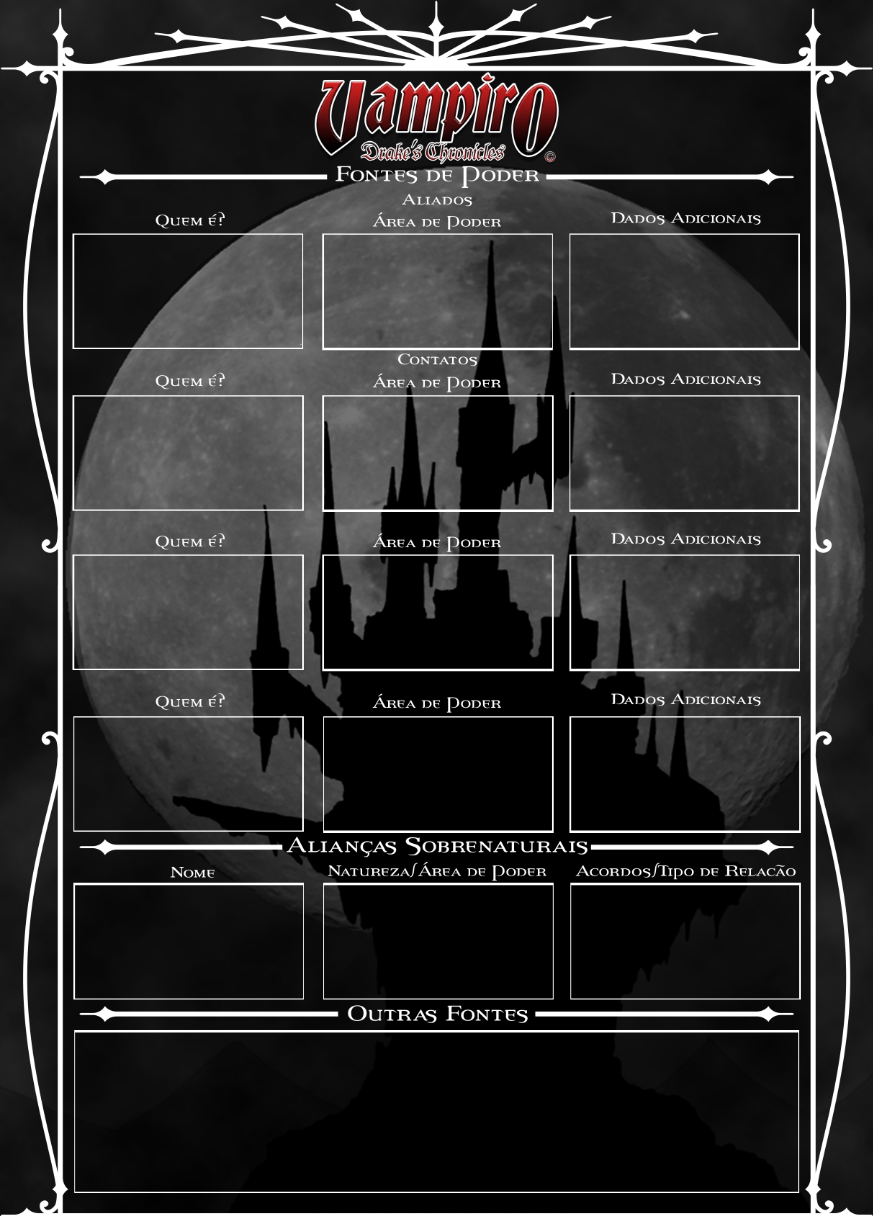 Vampiro
Drake's Chronicles ©
Fontes de Poder
Aliados
Quem é? Área de Poder Dados Adicionais
Contatos
Quem é? Área de Poder Dados Adicionais
Quem é? Área de Poder Dados Adicionais
Quem é? Área de Poder Dados Adicionais
Alianças Sobrenaturais
Nome Natureza/Área de Poder Acordos/Tipo de Relacão
Outras Fontes